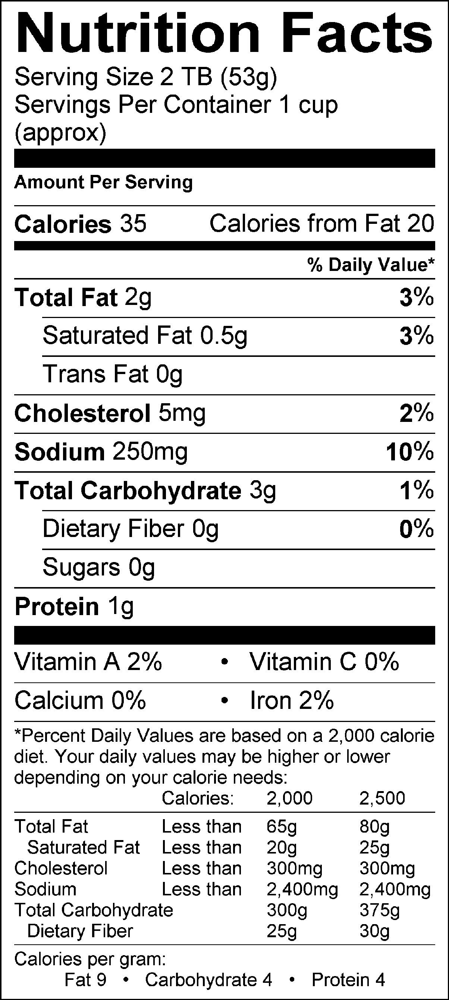 Nutrition Facts
Serving Size 2 TB (53g)
Servings Per Container 1 cup
(approx)
Amount Per Serving
Calories 35 Calories from Fat 20
% Daily Value*
Total Fat 2g 3%
Saturated Fat 0.5g 3%
Trans Fat 0g
Cholesterol 5mg 2%
Sodium 250mg 10%
Total Carbohydrate 3g 1%
Dietary Fiber 0g 0%
Sugars 0g
Protein 1g
Vitamin A 2% • Vitamin C 0%
Calcium 0% • Iron 2%
*Percent Daily Values are based on a 2,000 calorie
diet. Your daily values may be higher or lower
depending on your calorie needs:
Calories: 2,000 2,500
Total Fat Less than 65g 80g
Saturated Fat Less than 20g 25g
Cholesterol Less than 300mg 300mg
Sodium Less than 2,400mg 2,400mg
Total Carbohydrate 300g 375g
Dietary Fiber 25g 30g
Calories per gram:
Fat 9 • Carbohydrate 4 • Protein 4